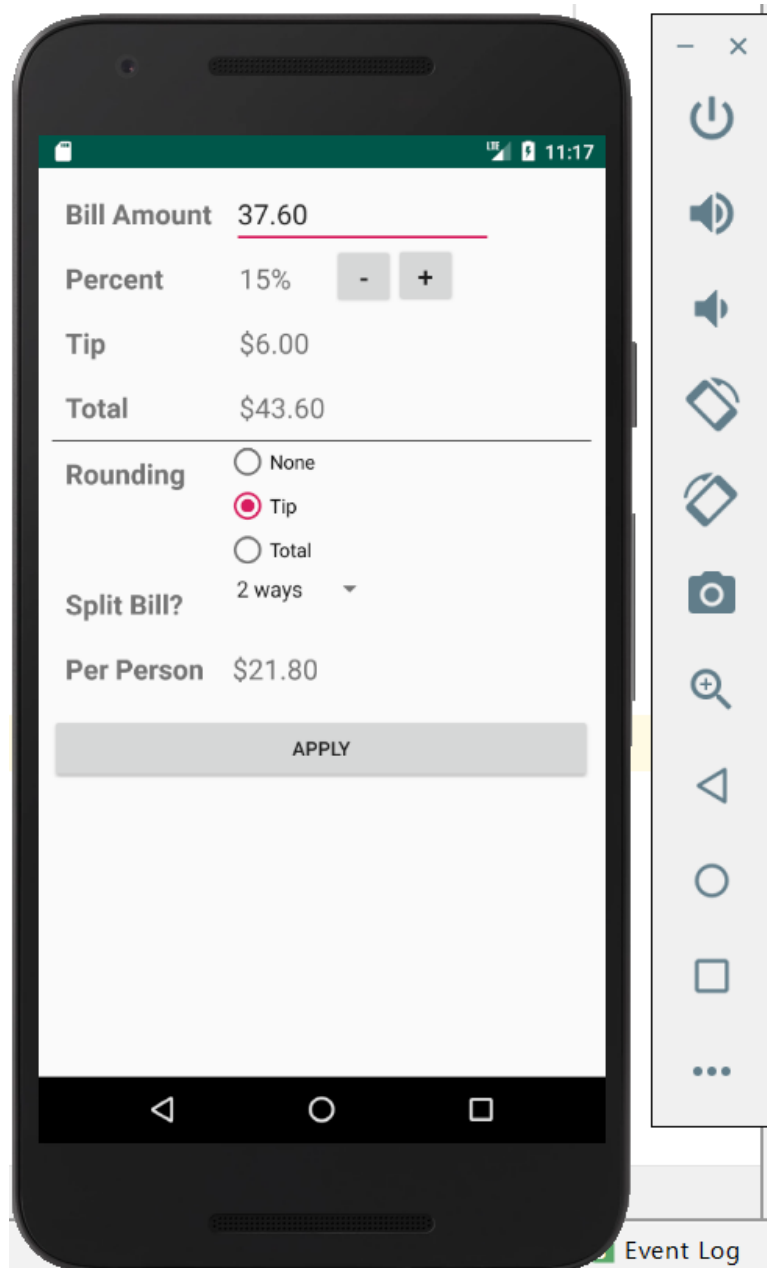 LTE 11:17
Bill Amount 37.60
Percent 15% - +
Tip $6.00
Total $43.60
Rounding None
Tip
Total
Split Bill? 2 ways
Per Person $21.80
APPLY
Event Log